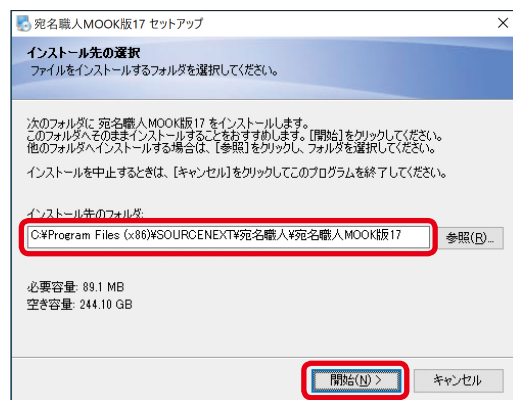 宛名職人MOOK版17 セットアップ
インストール先の選択
ファイルをインストールするフォルダを選択してください。
次のフォルダに 宛名職人MOOK版17 をインストールします。
このフォルダへそのままインストールすることをおすすめします。[開始]をクリックしてください。
他のフォルダへインストールする場合は、[参照]をクリックし、フォルダを選択してください。
インストールを中止するときは、[キャンセル]をクリックしてこのプログラムを終了してください。
インストール先のフォルダ:
C:¥Program Files (x86)¥SOURCENEXT¥宛名職人¥宛名職人MOOK版17
参照(R)...
必要容量: 89.1 MB
空き容量: 244.10 GB
開始(N) >
キャンセル